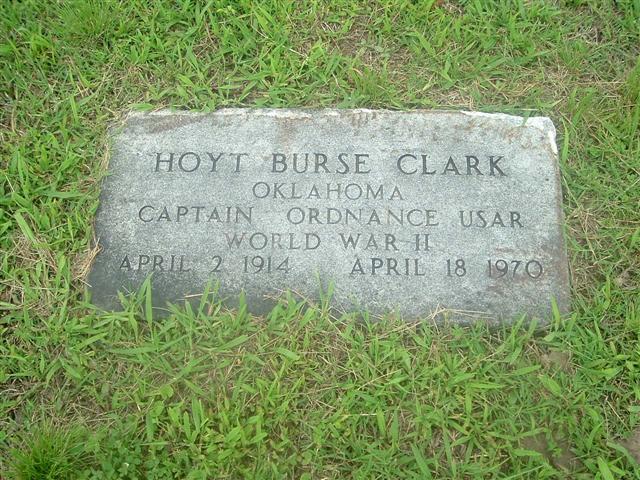 HOYT BURSE CLARK
OKLAHOMA
CAPTAIN ORDNANCE USAR
WORLD WAR II
APRIL 2 1914 APRIL 18 1970